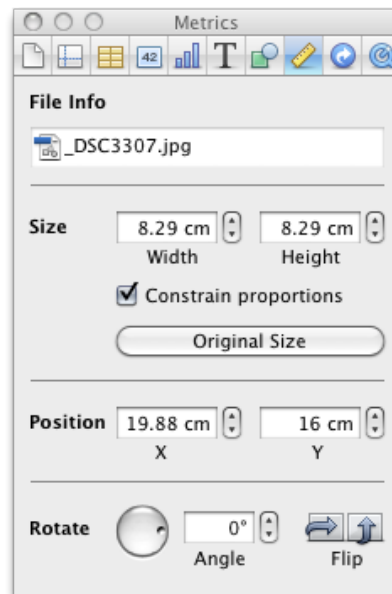 Metrics
42 T
File Info
_DSC3307.jpg
Size 8.29 cm 8.29 cm
Width Height
Constrain proportions
Original Size
Position 19.88 cm 16 cm
X Y
Rotate 0°
Angle Flip